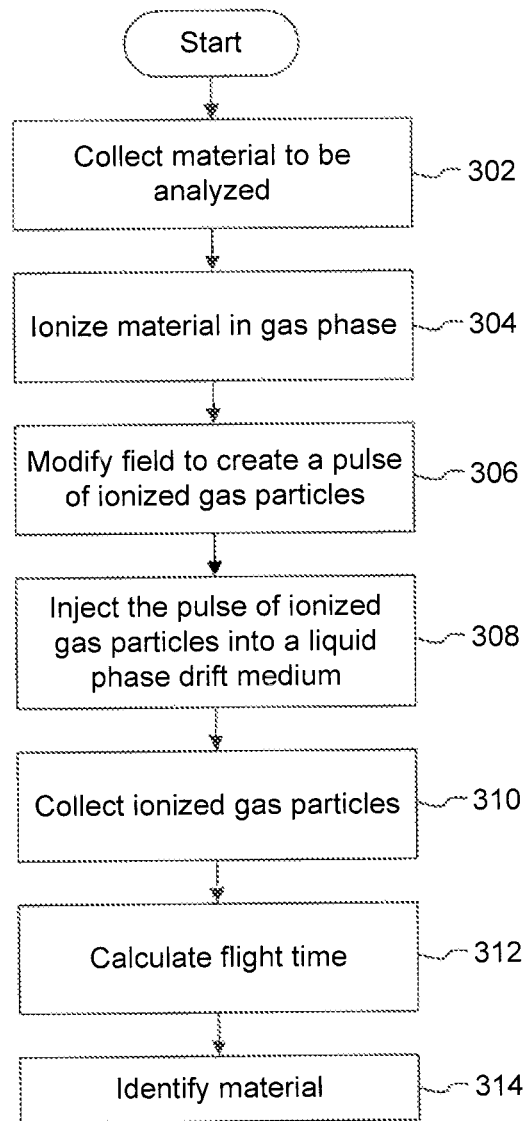 Start
Collect material to be
analyzed
302
Ionize material in gas phase
304
Modify field to create a pulse
of ionized gas particles
306
Inject the pulse of ionized
gas particles into a liquid
phase drift medium
308
Collect ionized gas particles
310
Calculate flight time
312
Identify material
314